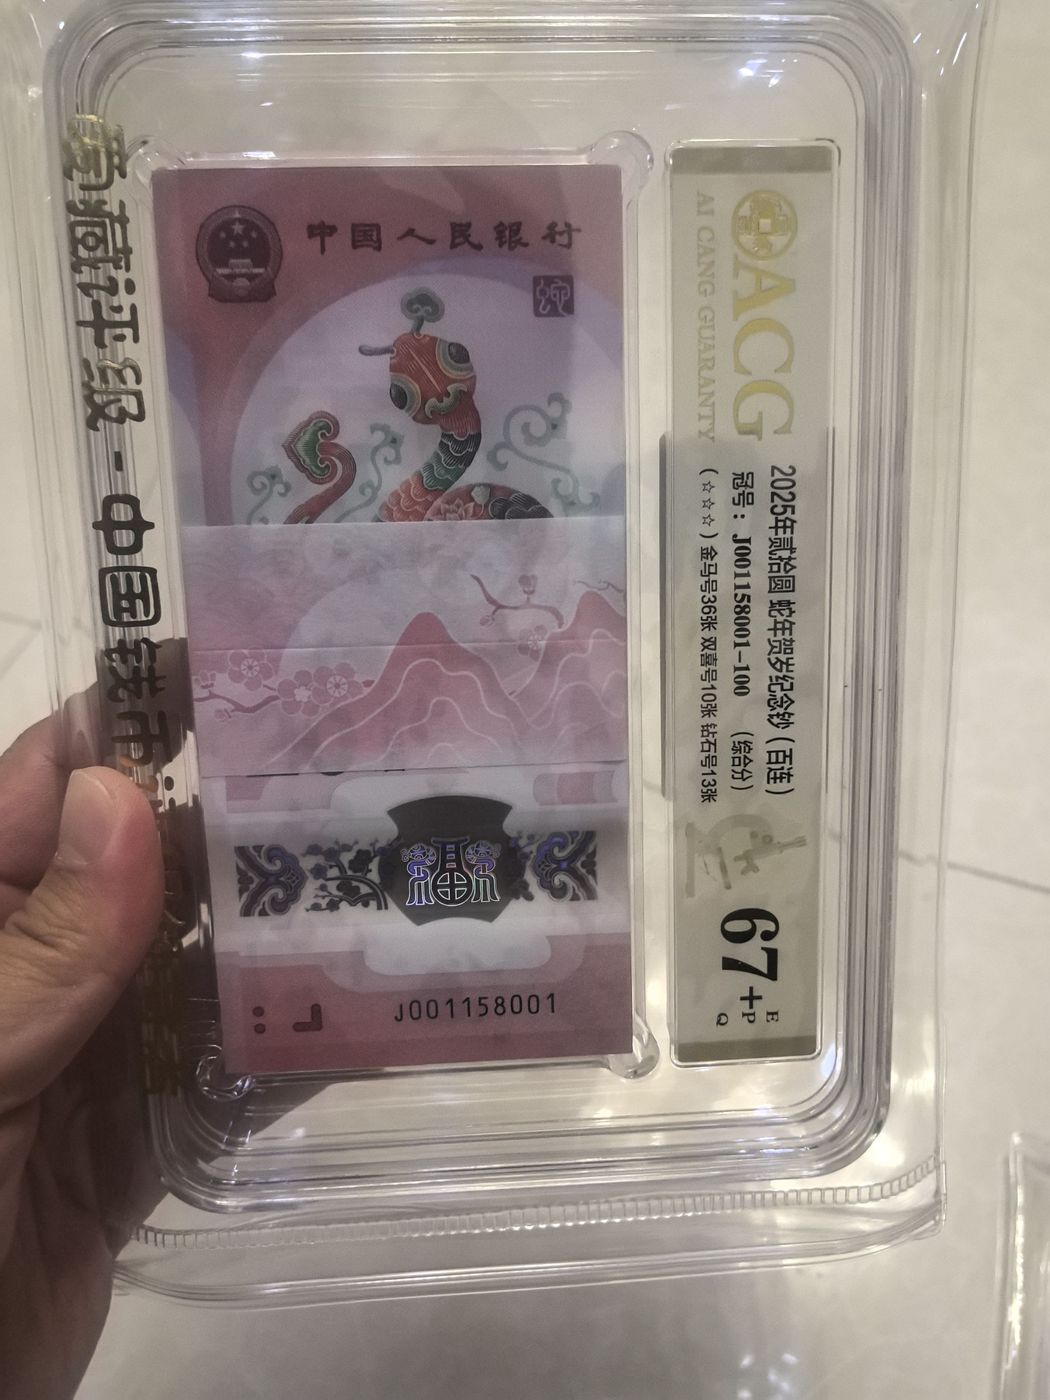 爱藏评级 - 中国钱币
中国人民银行
J001158001
ACG
AI CANG GUARANTY
2025年贰拾圆 蛇年贺岁纪念钞（百连）
冠号：J001158001-100 （综合分）
（☆☆☆）金马号36张 双喜号10张 钻石号13张
67+
E
P
Q